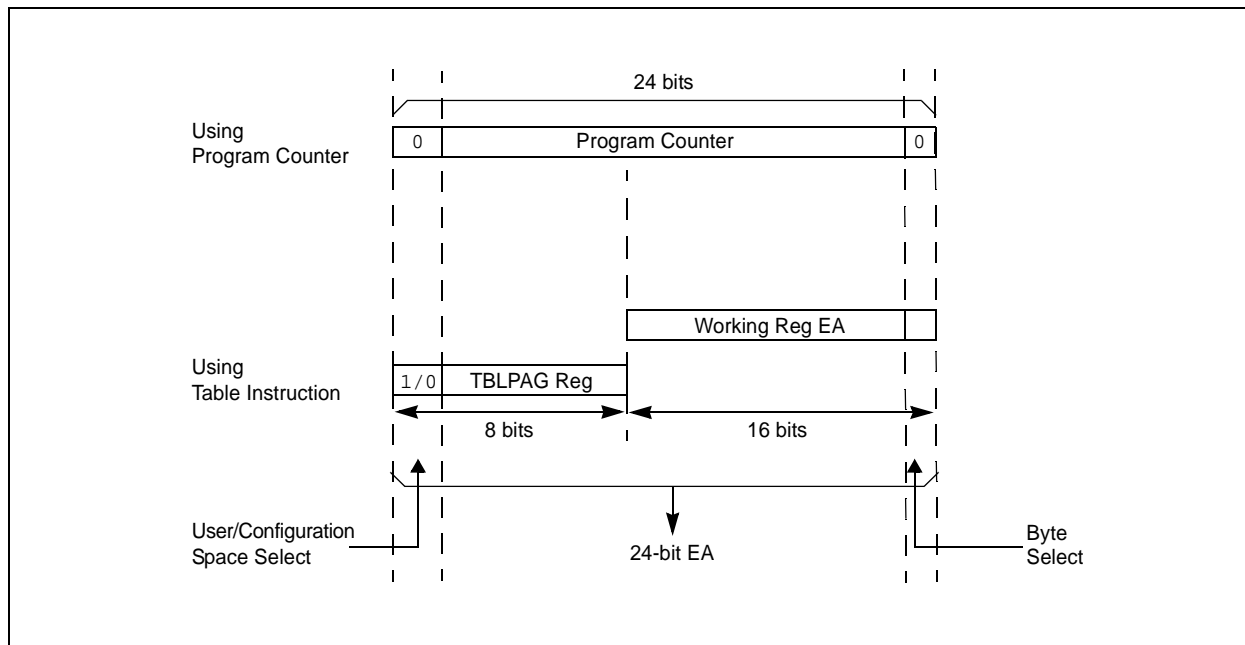 24 bits
Using
Program Counter
0
Program Counter
0
Working Reg EA
Using
Table Instruction
1/0
TBLPAG Reg
8 bits
16 bits
User/Configuration
Space Select
24-bit EA
Byte
Select